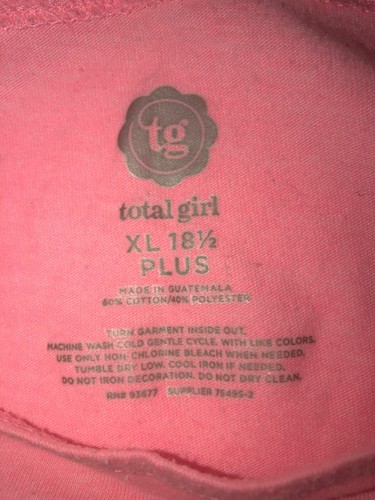 tg
total girl
XL 18½
PLUS
MADE IN GUATEMALA
60% COTTON/40% POLYESTER
TURN GARMENT INSIDE OUT,
MACHINE WASH COLD GENTLE CYCLE, WITH LIKE COLORS.
USE ONLY NON-CHLORINE BLEACH WHEN NEEDED,
TUMBLE DRY LOW. COOL IRON IF NEEDED.
DO NOT IRON DECORATION. DO NOT DRY CLEAN.
RN# 93677 SUPPLIER 75495-2